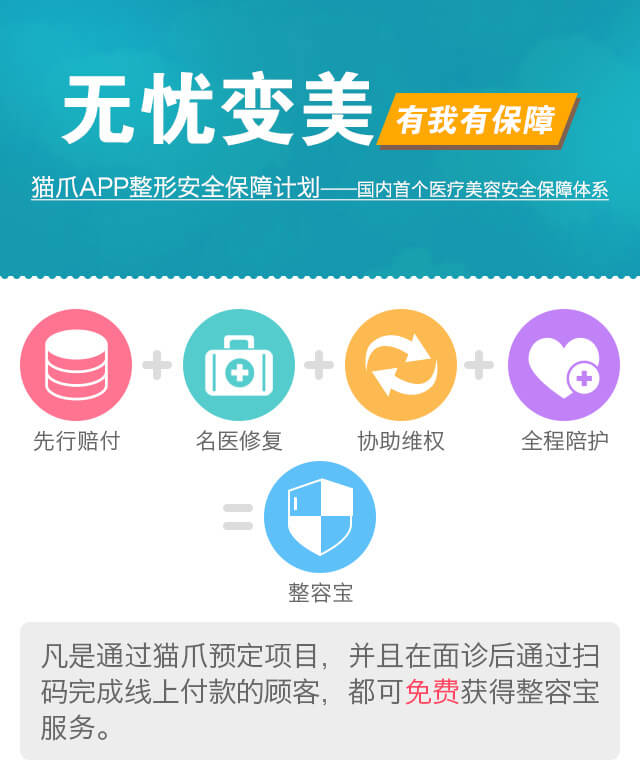 无忧变美 有我有保障
猫爪APP整形安全保障计划——国内首个医疗美容安全保障体系
先行赔付 名医修复 协助维权 全程陪护
整容宝
凡是通过猫爪预定项目，并且在面诊后通过扫
码完成线上付款的顾客，都可免费获得整容宝
服务。